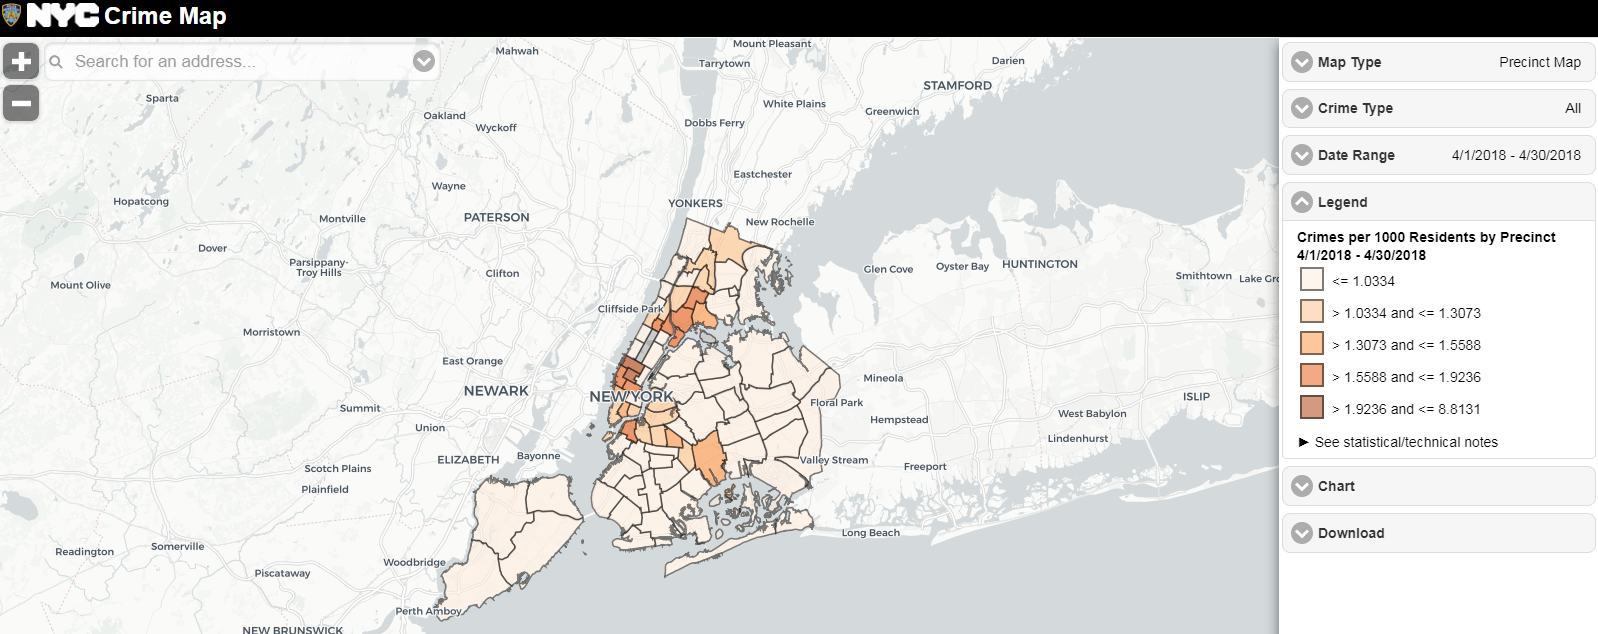 NYC Crime Map
Search for an address...
Mahwah
Mount Pleasant
Tarrytown
Darien
STAMFORD
Sparta
White Plains
Greenwich
Oakland
Wyckoff
Dobbs Ferry
Eastchester
Wayne
Hopatcong
YONKERS
Montville
PATERSON
New Rochelle
Dover
Parsippany-
Troy Hills
Clifton
Glen Cove
Oyster Bay
HUNTINGTON
Smithtown
Lake Gr
Mount Olive
Cliffside Park
Morristown
East Orange
NEWARK
NEW YORK
Mineola
Floral Park
ISLIP
Summit
Hempstead
West Babylon
Union
Lindenhurst
ELIZABETH
Bayonne
Valley Stream
Freeport
Scotch Plains
Plainfield
Long Beach
Readington
Somerville
Woodbridge
Piscataway
Perth Amboy
NEW BRUNSWICK
Map Type Precinct Map
Crime Type All
Date Range 4/1/2018 - 4/30/2018
Legend
Crimes per 1000 Residents by Precinct
4/1/2018 - 4/30/2018
<= 1.0334
> 1.0334 and <= 1.3073
> 1.3073 and <= 1.5588
> 1.5588 and <= 1.9236
> 1.9236 and <= 8.8131
► See statistical/technical notes
Chart
Download